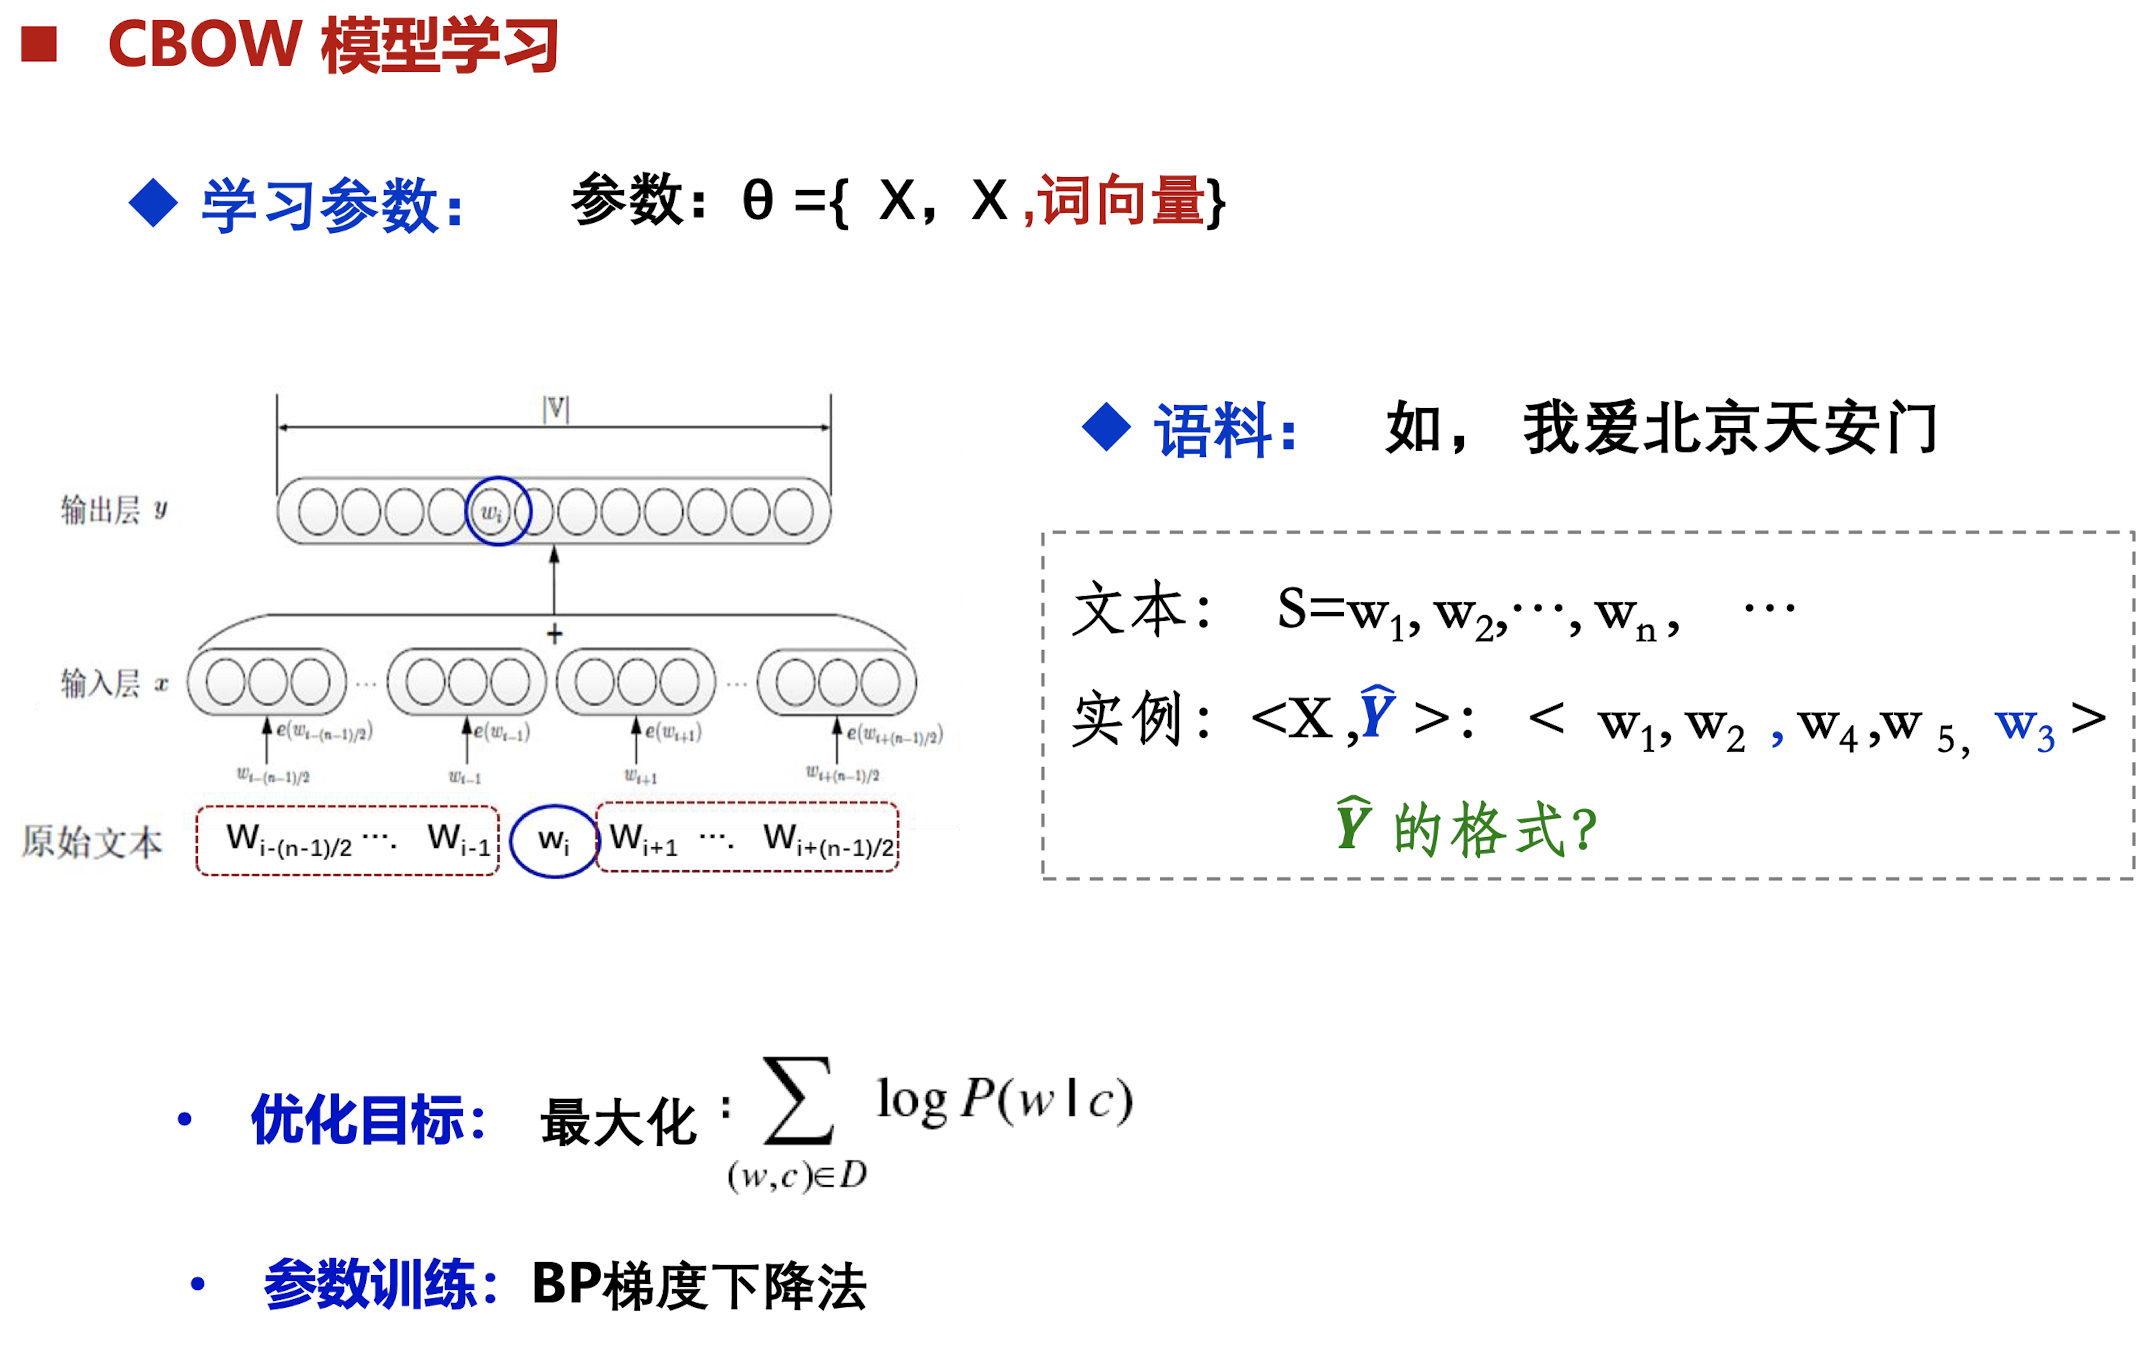 CBOW 模型学习
学习参数： 参数：θ ={ X，X ,词向量}
|𝕍|
输出层 y
w_i
+
输入层 x
… …
e(w_{i-(n-1)/2}) e(w_{i-1}) e(w_{i+1}) e(w_{i+(n-1)/2})
w_{i-(n-1)/2} w_{i-1} w_{i+1} w_{i+(n-1)/2}
原始文本 W_{i-(n-1)/2} …. W_{i-1} w_i W_{i+1} …. W_{i+(n-1)/2}
语料： 如， 我爱北京天安门
文本： S=w_1, w_2,…, w_n, …
实例：<X ,Ŷ >： < w_1, w_2 , w_4 ,w_5, w_3 >
Ŷ 的格式?
• 优化目标： 最大化 : ∑_{(w,c)∈D} log P(w | c)
• 参数训练：BP梯度下降法